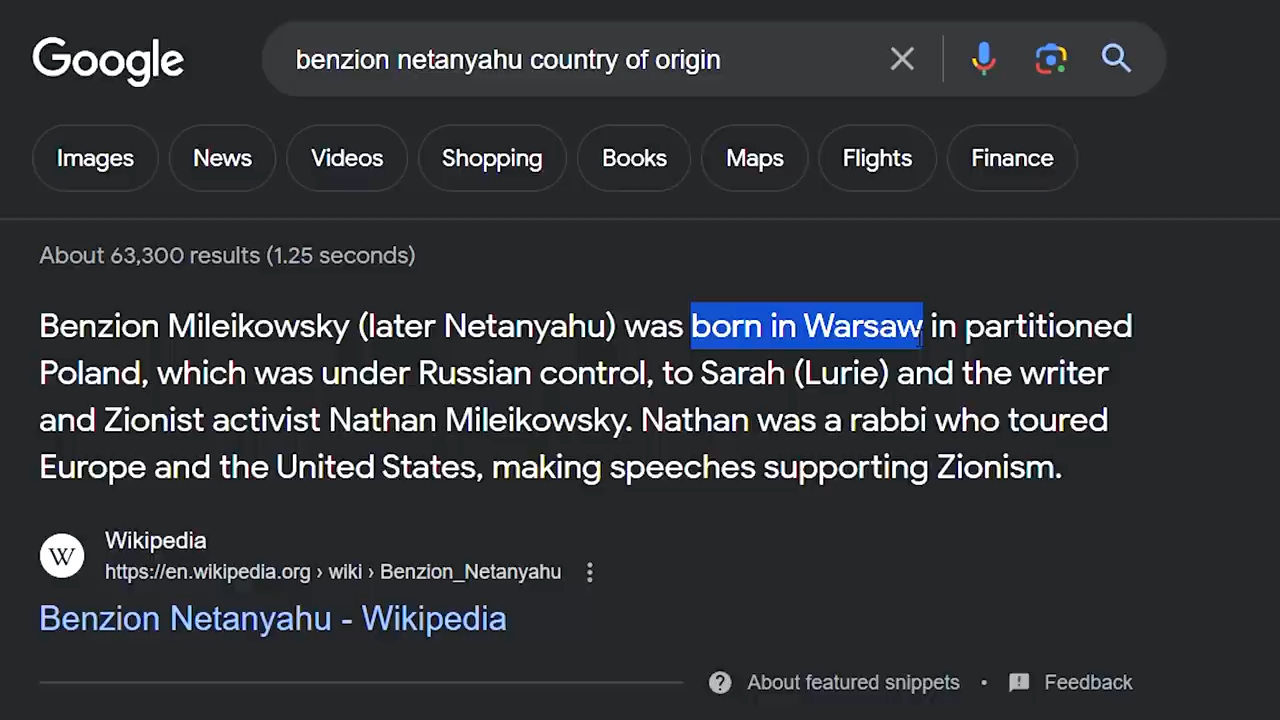 Google
benzion netanyahu country of origin
Images
News
Videos
Shopping
Books
Maps
Flights
Finance
About 63,300 results (1.25 seconds)
Benzion Mileikowsky (later Netanyahu) was born in Warsaw in partitioned
Poland, which was under Russian control, to Sarah (Lurie) and the writer
and Zionist activist Nathan Mileikowsky. Nathan was a rabbi who toured
Europe and the United States, making speeches supporting Zionism.
W
Wikipedia
https://en.wikipedia.org › wiki › Benzion_Netanyahu
Benzion Netanyahu - Wikipedia
? About featured snippets • Feedback